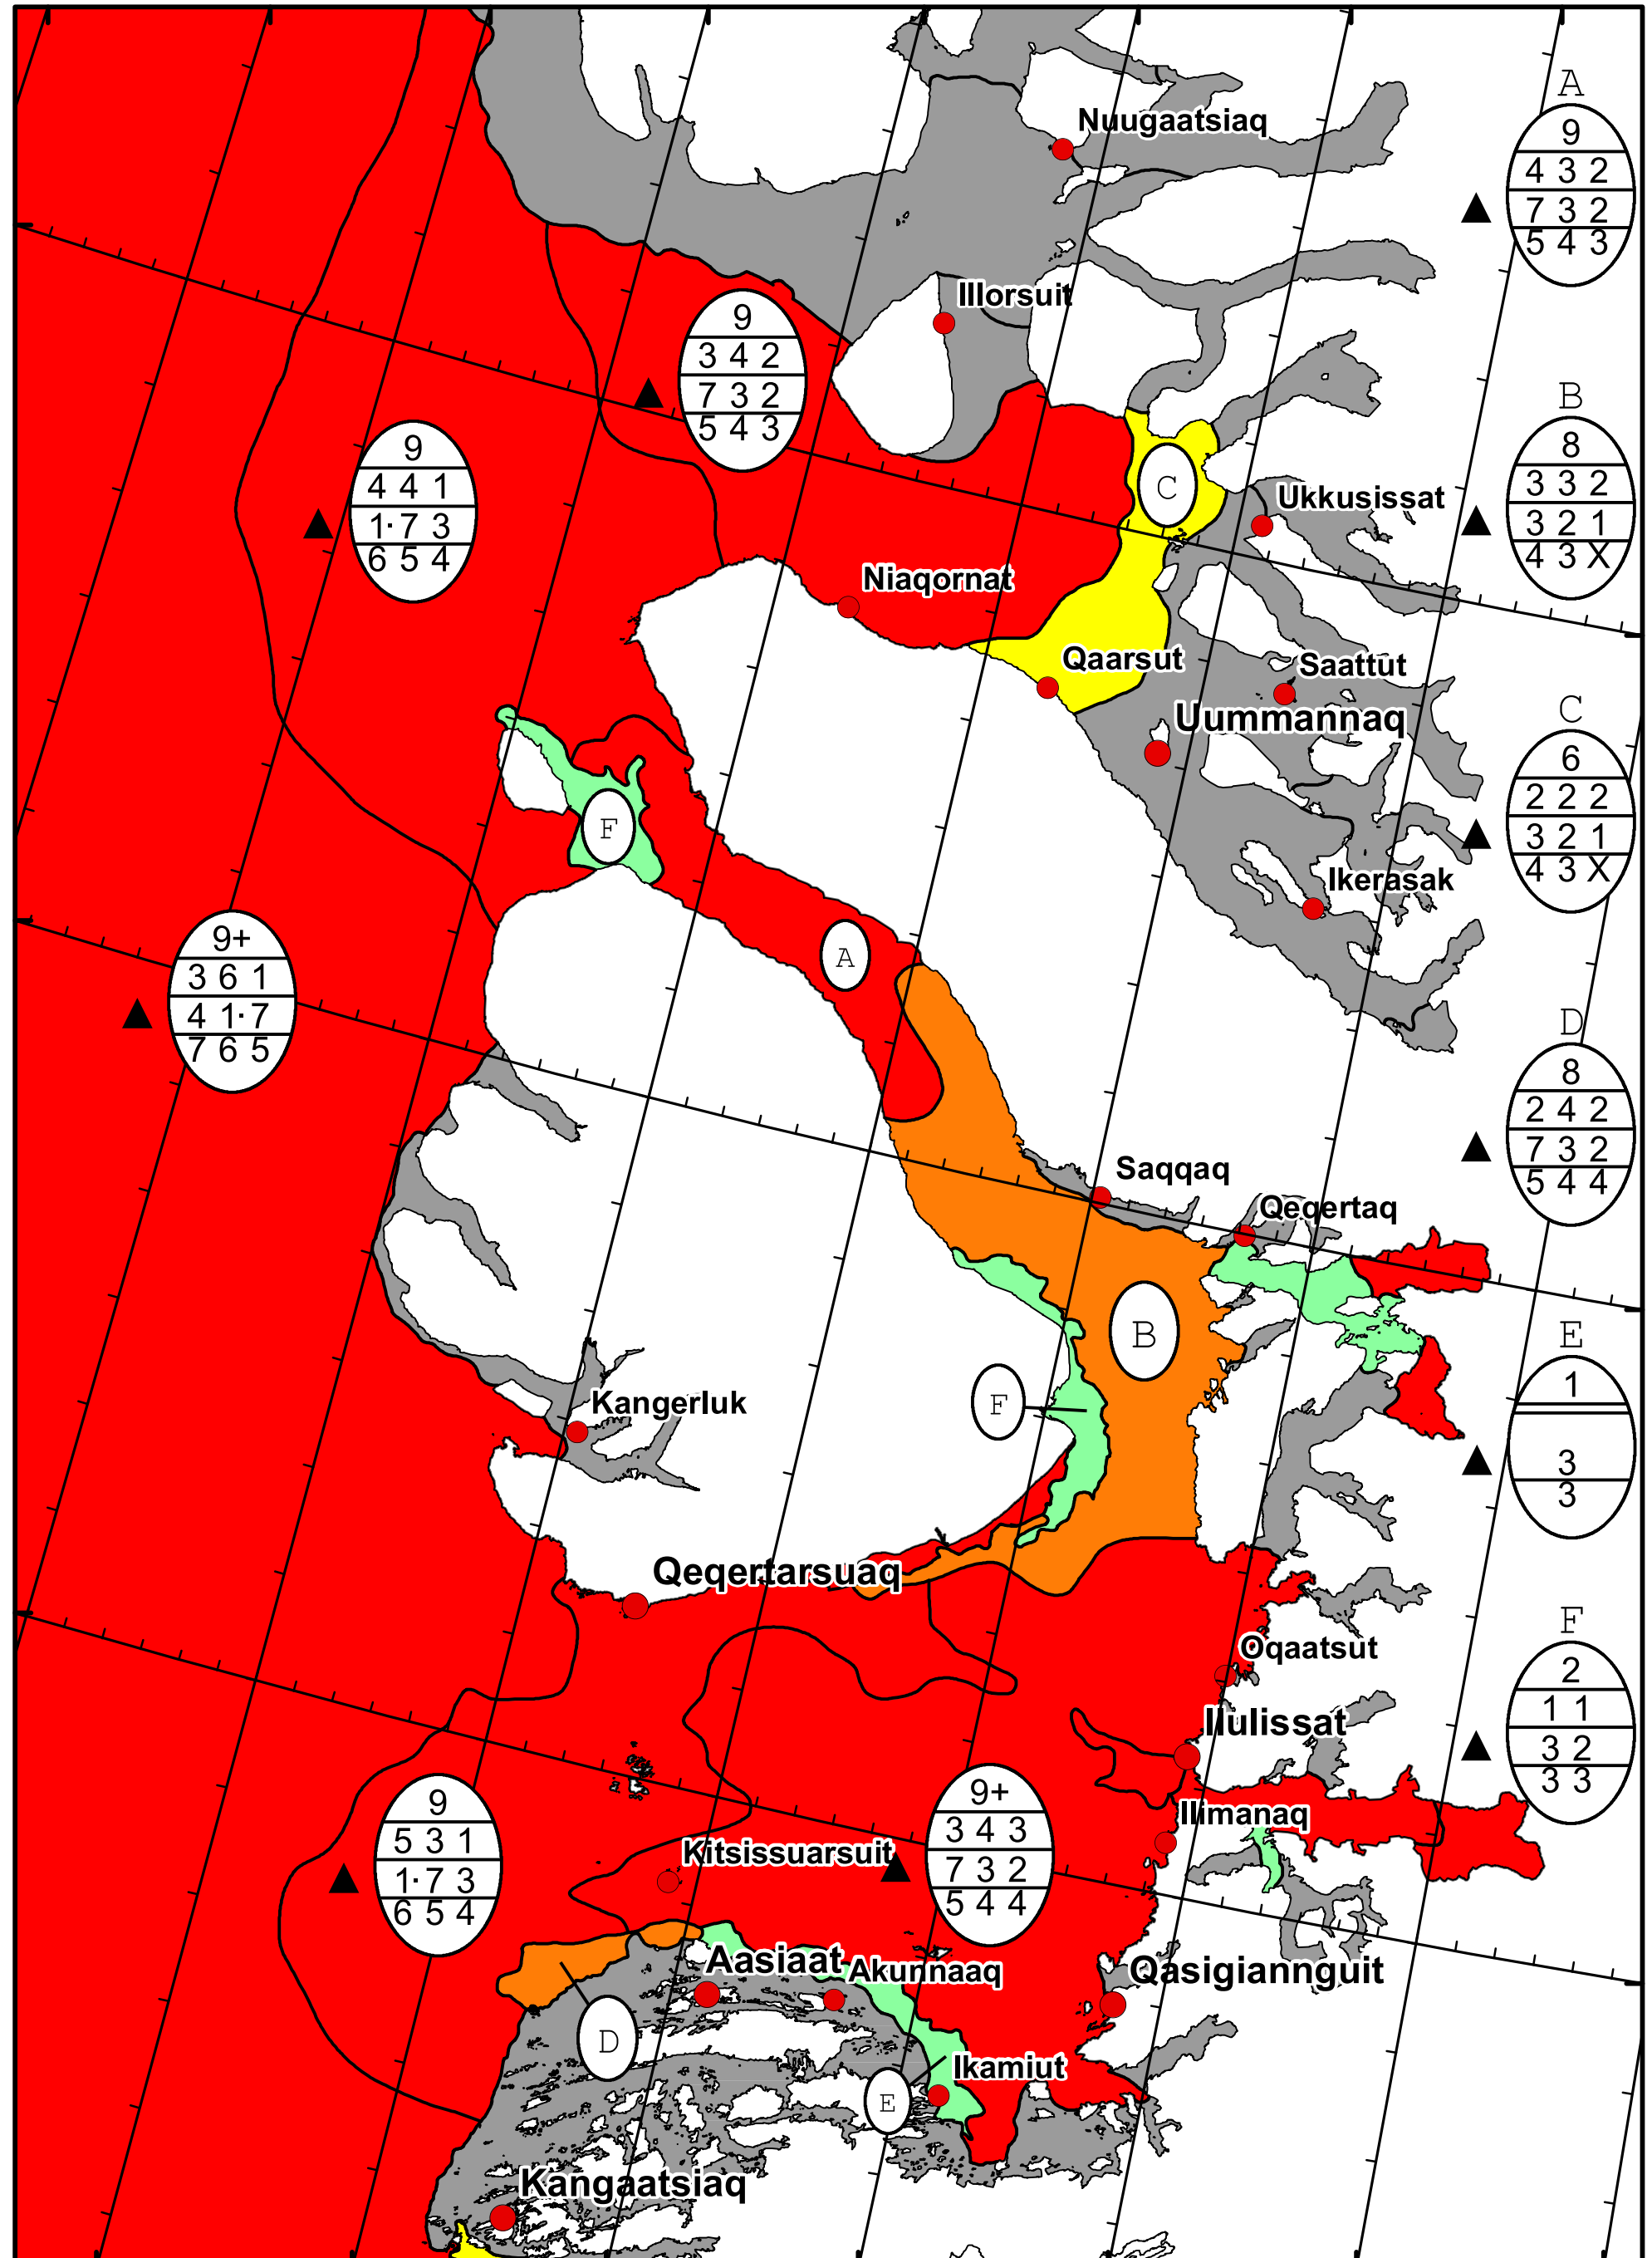 A
9
4 3 2
7 3 2
5 4 3
Nuugaatsiaq
Illorsuit
9
3 4 2
7 3 2
5 4 3
B
8
3 3 2
3 2 1
4 3 X
9
4 4 1
1· 7 3
6 5 4
C
Ukkusissat
Niaqornat
Qaarsut
Saattut
Uummannaq
C
6
2 2 2
3 2 1
4 3 X
F
Ikerasak
A
9+
3 6 1
4 1· 7
7 6 5
D
8
2 4 2
7 3 2
5 4 4
Saqqaq
Qeqertaq
B
E
1
3
3
Kangerluk
F
Qeqertarsuaq
Oqaatsut
F
2
1 1
3 2
3 3
Ilulissat
9
5 3 1
1· 7 3
6 5 4
9+
3 4 3
7 3 2
5 4 4
Ilimanaq
Kitsissuarsuit
Aasiaat
Akunnaaq
Qasigiannguit
D
Ikamiut
E
Kangaatsiaq